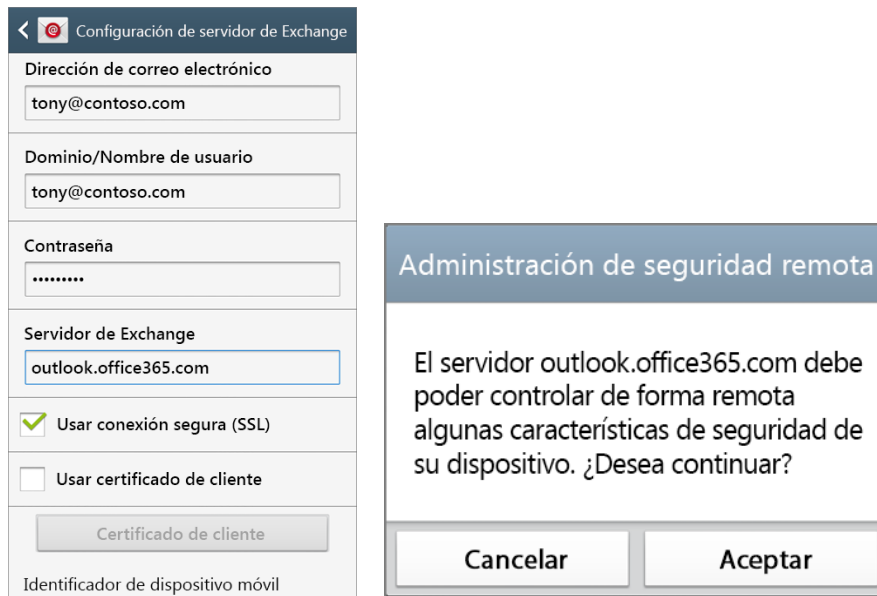 Configuración de servidor de Exchange
Dirección de correo electrónico
tony@contoso.com
Dominio/Nombre de usuario
tony@contoso.com
Contraseña
•••••••••
Servidor de Exchange
outlook.office365.com
Usar conexión segura (SSL)
Usar certificado de cliente
Certificado de cliente
Identificador de dispositivo móvil
Administración de seguridad remota
El servidor outlook.office365.com debe
poder controlar de forma remota
algunas características de seguridad de
su dispositivo. ¿Desea continuar?
Cancelar
Aceptar